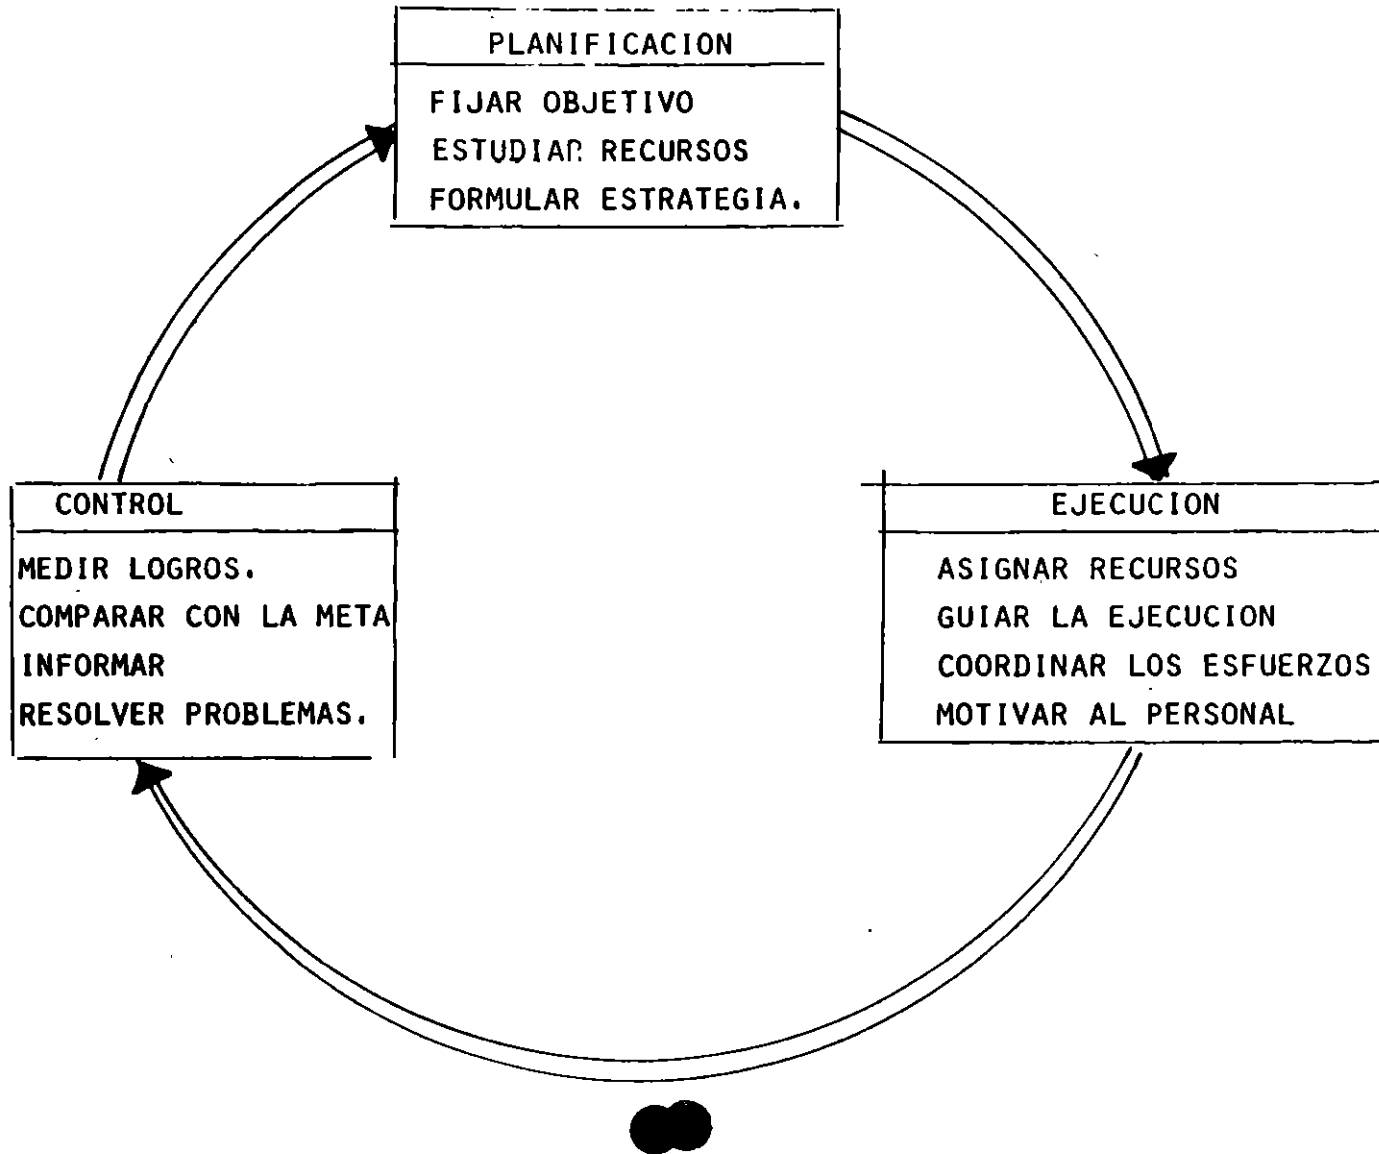 PLANIFICACION
FIJAR OBJETIVO
ESTUDIAR RECURSOS
FORMULAR ESTRATEGIA.
CONTROL
MEDIR LOGROS.
COMPARAR CON LA META
INFORMAR
RESOLVER PROBLEMAS.
EJECUCION
ASIGNAR RECURSOS
GUIAR LA EJECUCION
COORDINAR LOS ESFUERZOS
MOTIVAR AL PERSONAL